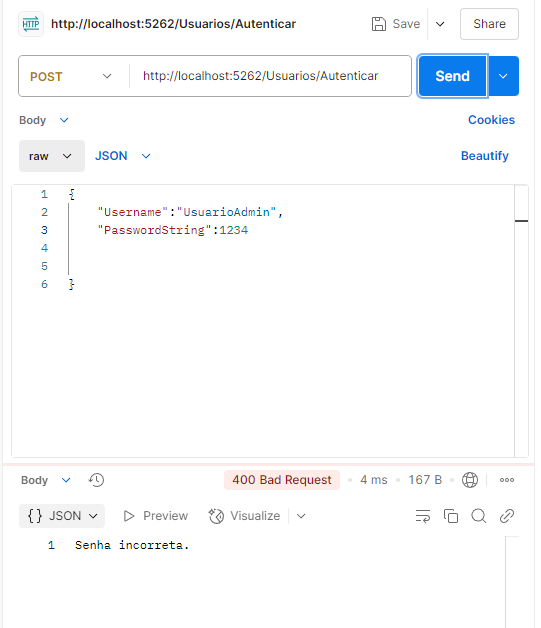 HTTP http://localhost:5262/Usuarios/Autenticar Save Share
POST http://localhost:5262/Usuarios/Autenticar Send
Body Cookies
raw JSON Beautify
1 {
2 "Username":"UsuarioAdmin",
3 "PasswordString":1234
4
5
6 }
Body 400 Bad Request • 4 ms • 167 B
{} JSON Preview Visualize
1 Senha incorreta.